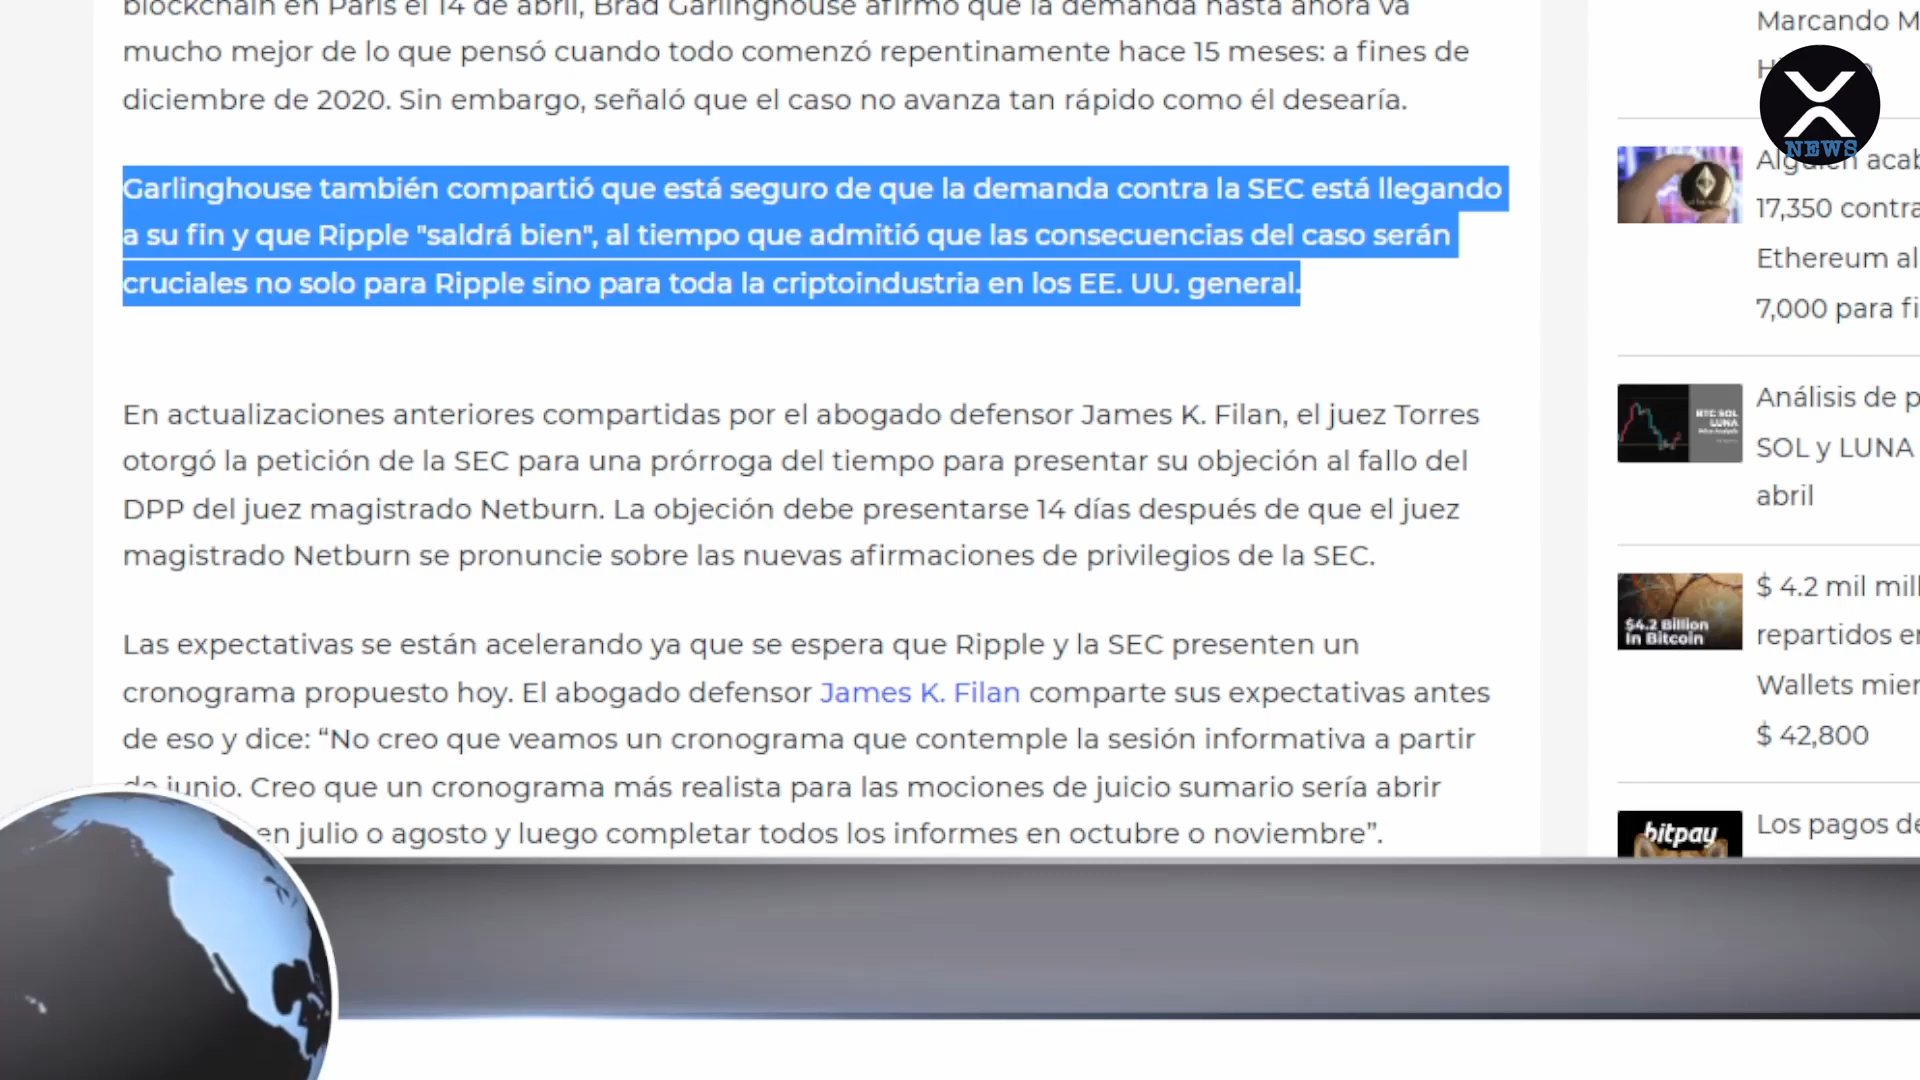 blockchain en París el 14 de abril, Brad Garlinghouse afirmó que la demanda hasta ahora va
mucho mejor de lo que pensó cuando todo comenzó repentinamente hace 15 meses: a fines de
diciembre de 2020. Sin embargo, señaló que el caso no avanza tan rápido como él desearía.
Garlinghouse también compartió que está seguro de que la demanda contra la SEC está llegando
a su fin y que Ripple "saldrá bien", al tiempo que admitió que las consecuencias del caso serán
cruciales no solo para Ripple sino para toda la criptoindustria en los EE. UU. general.
En actualizaciones anteriores compartidas por el abogado defensor James K. Filan, el juez Torres
otorgó la petición de la SEC para una prórroga del tiempo para presentar su objeción al fallo del
DPP del juez magistrado Netburn. La objeción debe presentarse 14 días después de que el juez
magistrado Netburn se pronuncie sobre las nuevas afirmaciones de privilegios de la SEC.
Las expectativas se están acelerando ya que se espera que Ripple y la SEC presenten un
cronograma propuesto hoy. El abogado defensor James K. Filan comparte sus expectativas antes
de eso y dice: “No creo que veamos un cronograma que contemple la sesión informativa a partir
de junio. Creo que un cronograma más realista para las mociones de juicio sumario sería abrir
en julio o agosto y luego completar todos los informes en octubre o noviembre”.
Marcando M
NEWS
Alguien acab
17,350 contra
Ethereum al
7,000 para fi
BTC SOL
LUNA
Análisis de p
SOL y LUNA
abril
$4.2 Billion
In Bitcoin
$ 4.2 mil mill
repartidos en
Wallets mier
$ 42,800
bitpay
Los pagos de